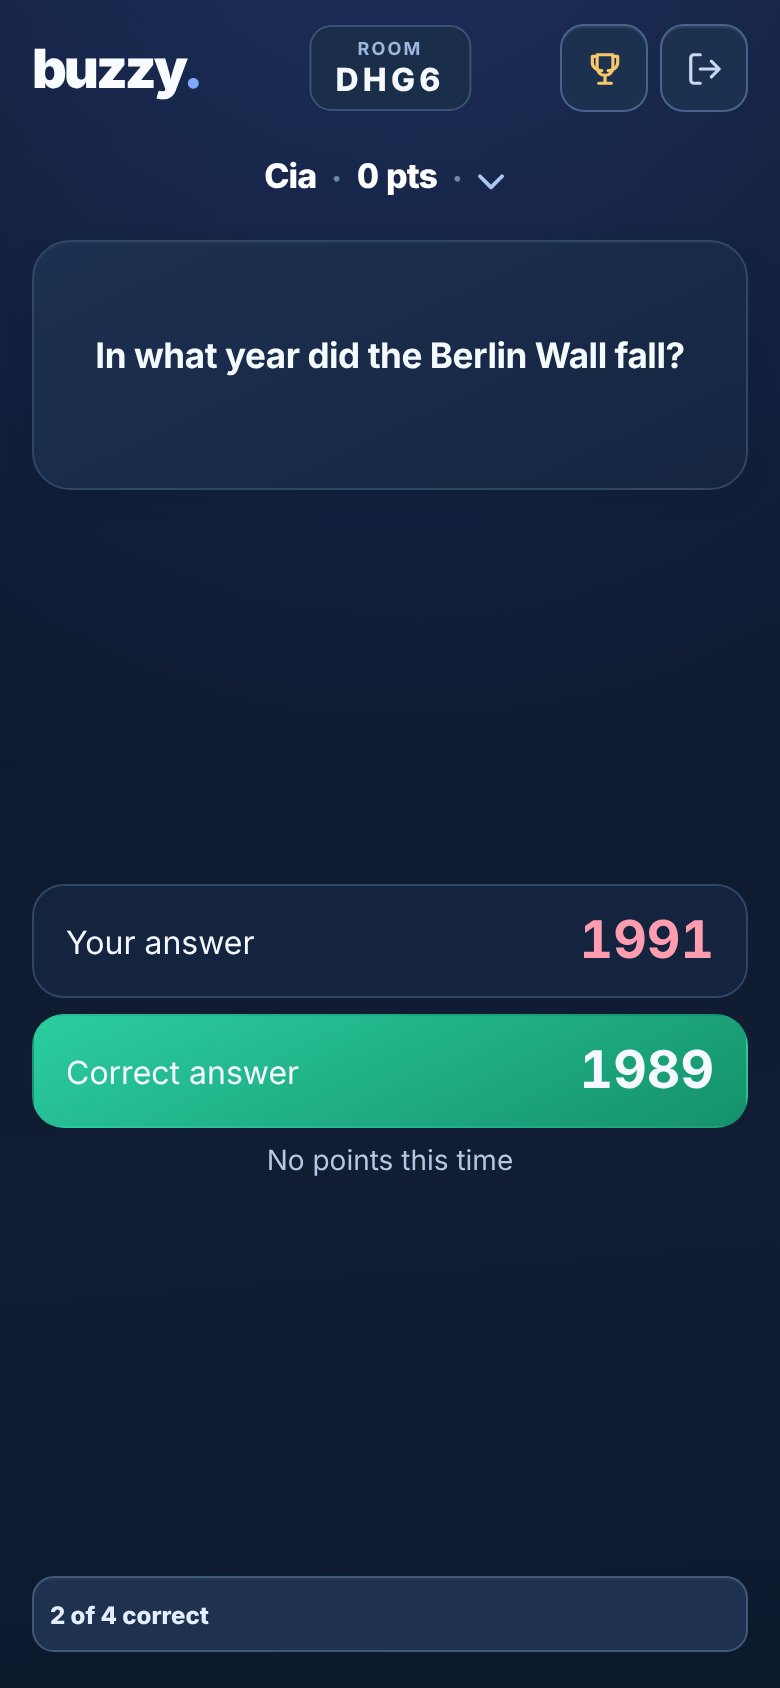 buzzy.
ROOM
DHG6
Cia · 0 pts ·
In what year did the Berlin Wall fall?
Your answer 1991
Correct answer 1989
No points this time
2 of 4 correct